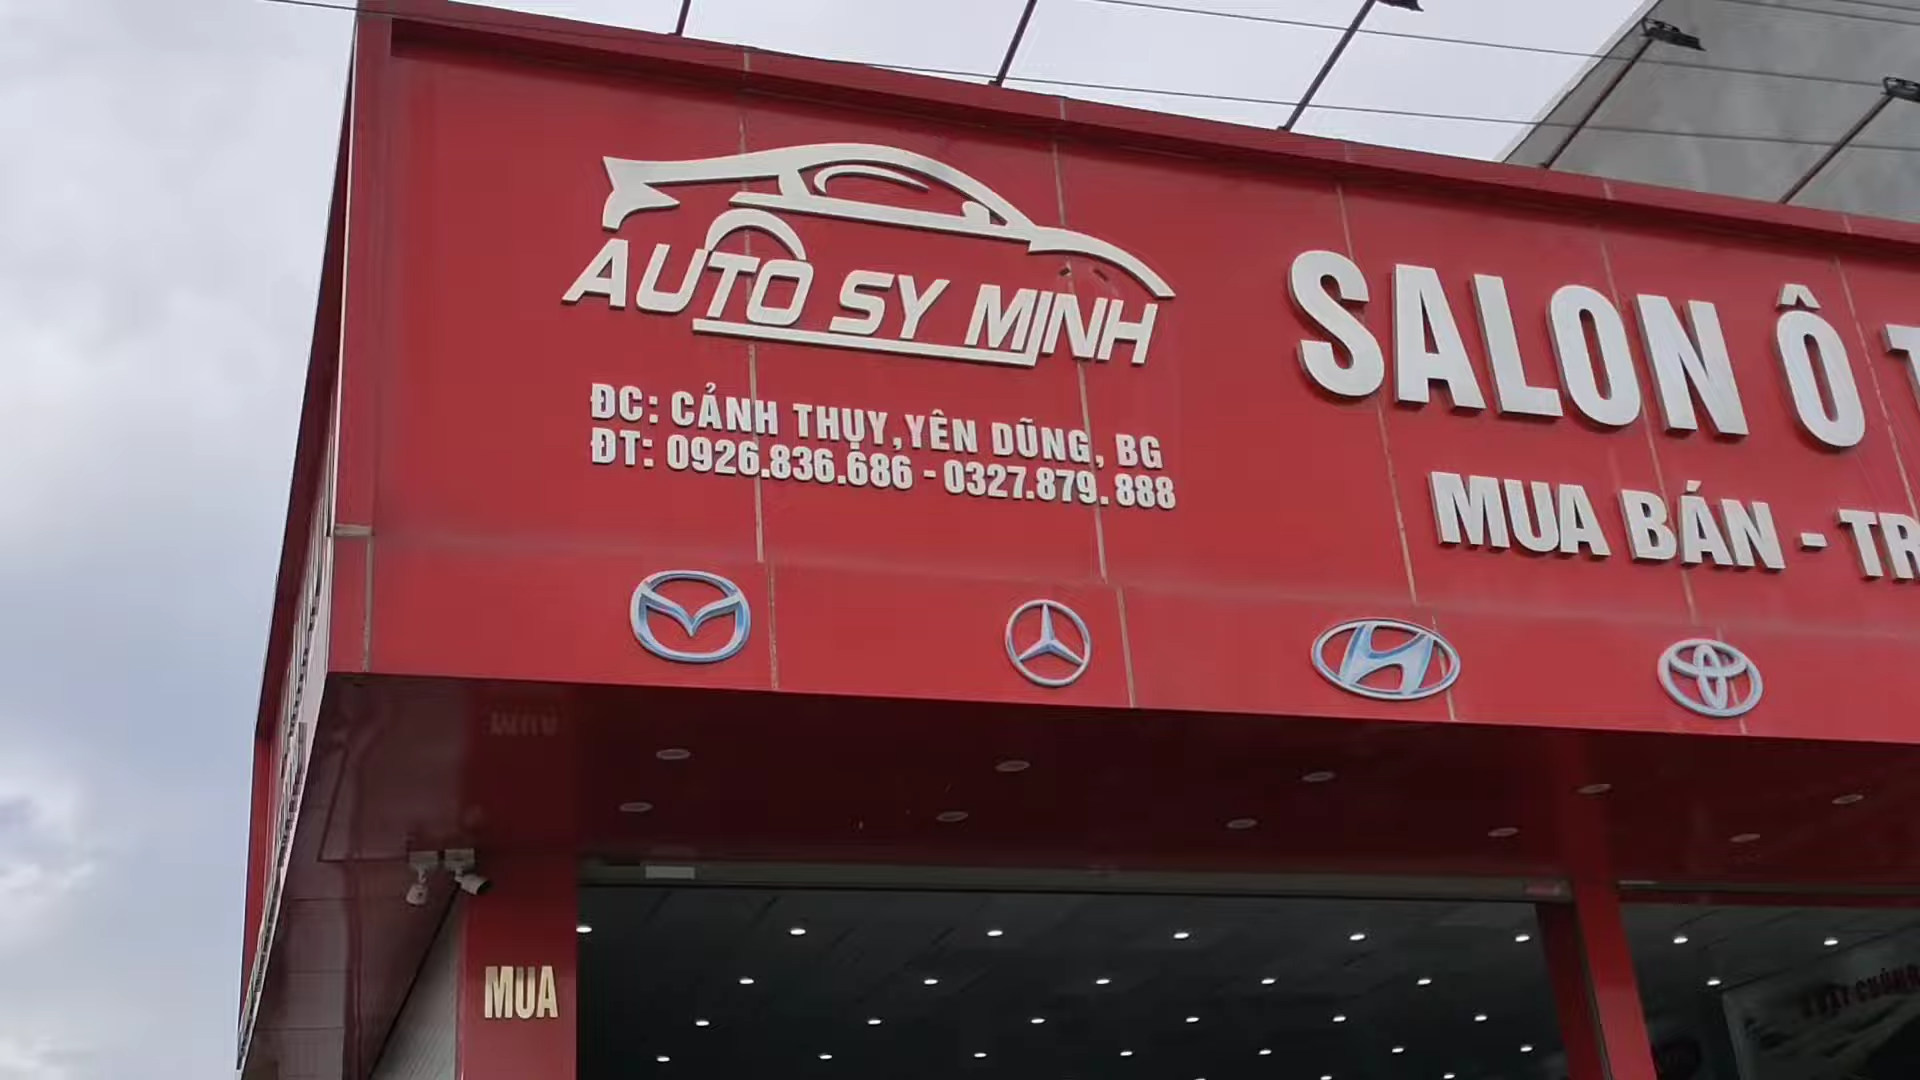 AUTO SY MINH
ĐC: CẢNH THỤY, YÊN DŨNG, BG
ĐT: 0926.836.686 - 0327.879.888
SALON Ô T
MUA BÁN - TR
MUA